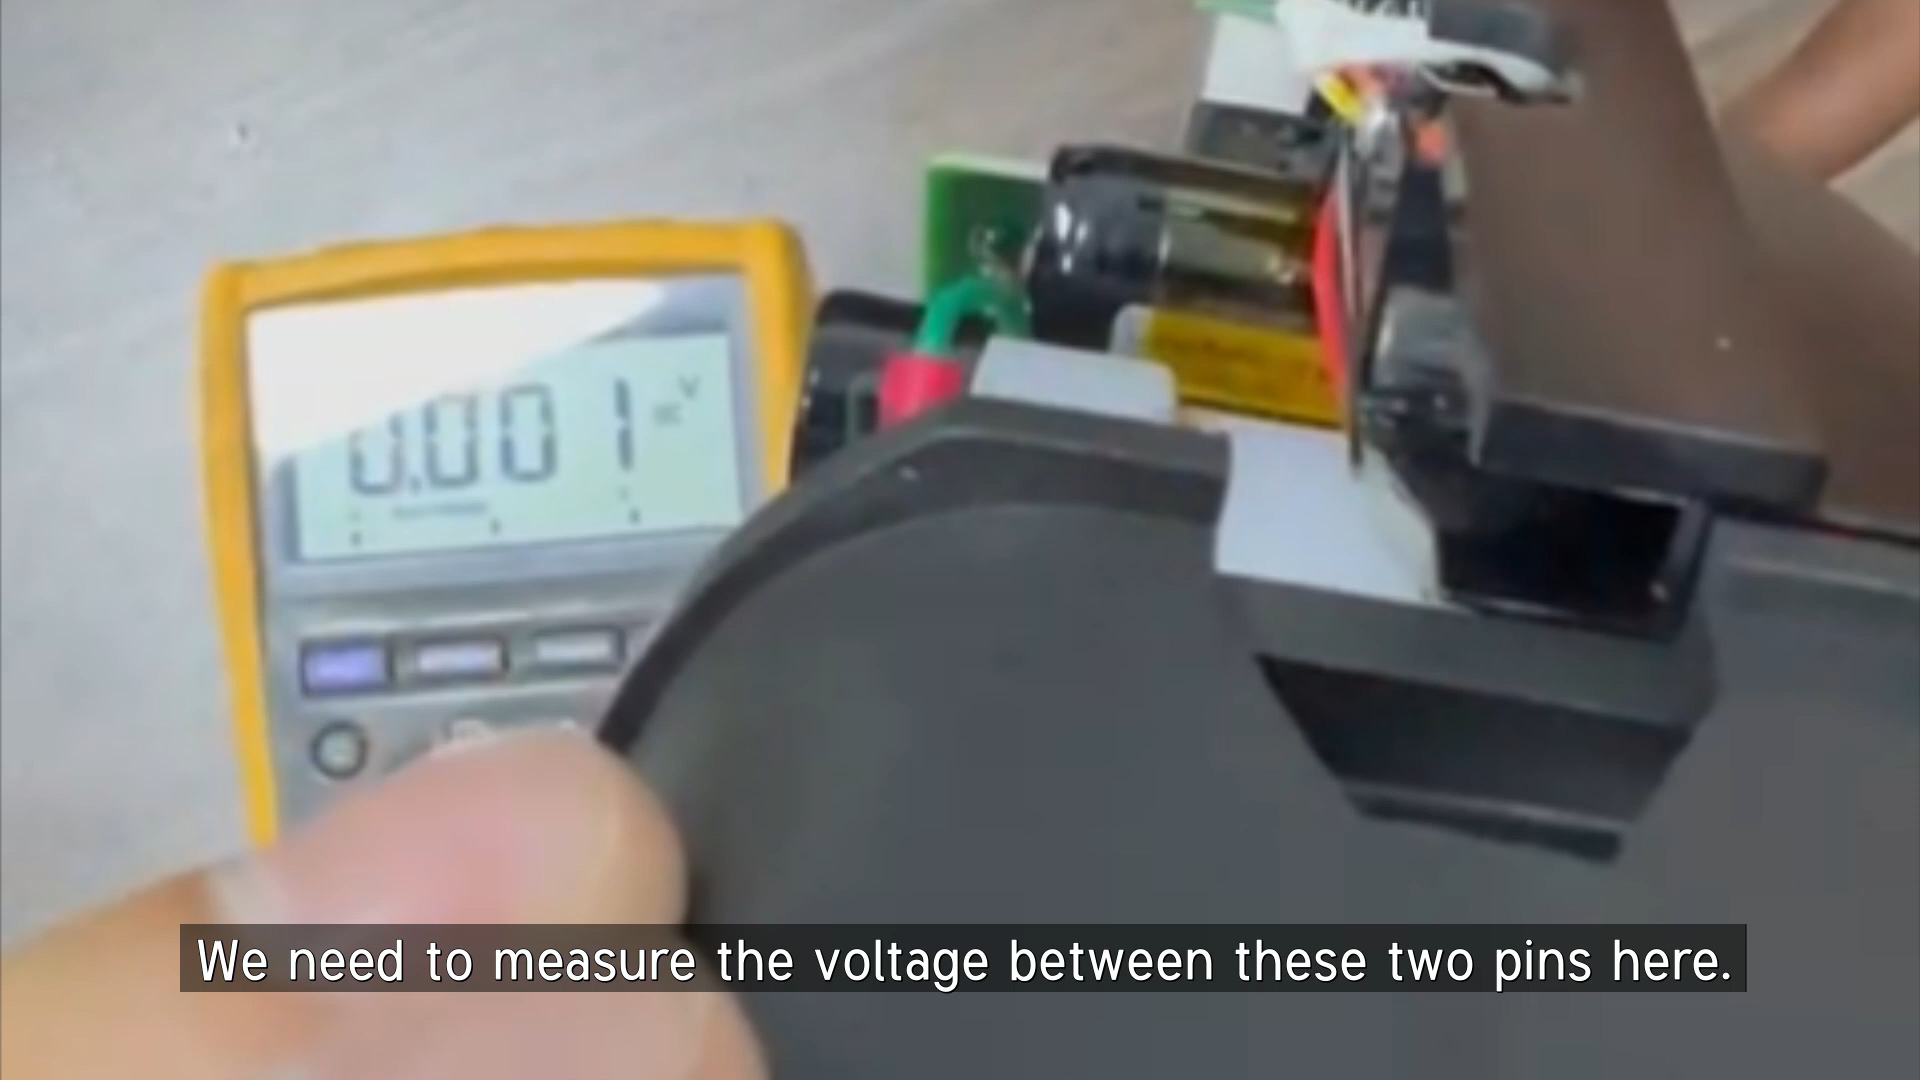 0.001
V
We need to measure the voltage between these two pins here.